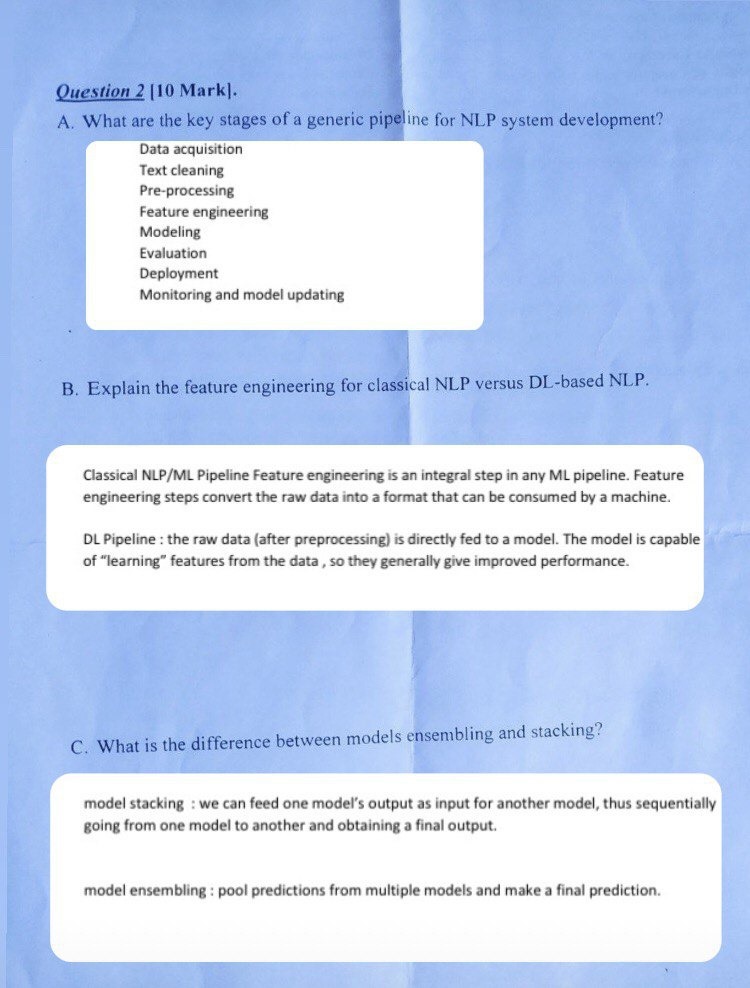 Question 2 [10 Mark].
A. What are the key stages of a generic pipeline for NLP system development?
Data acquisition
Text cleaning
Pre-processing
Feature engineering
Modeling
Evaluation
Deployment
Monitoring and model updating
B. Explain the feature engineering for classical NLP versus DL-based NLP.
Classical NLP/ML Pipeline Feature engineering is an integral step in any ML pipeline. Feature
engineering steps convert the raw data into a format that can be consumed by a machine.
DL Pipeline : the raw data (after preprocessing) is directly fed to a model. The model is capable
of “learning” features from the data , so they generally give improved performance.
C. What is the difference between models ensembling and stacking?
model stacking : we can feed one model’s output as input for another model, thus sequentially
going from one model to another and obtaining a final output.
model ensembling : pool predictions from multiple models and make a final prediction.